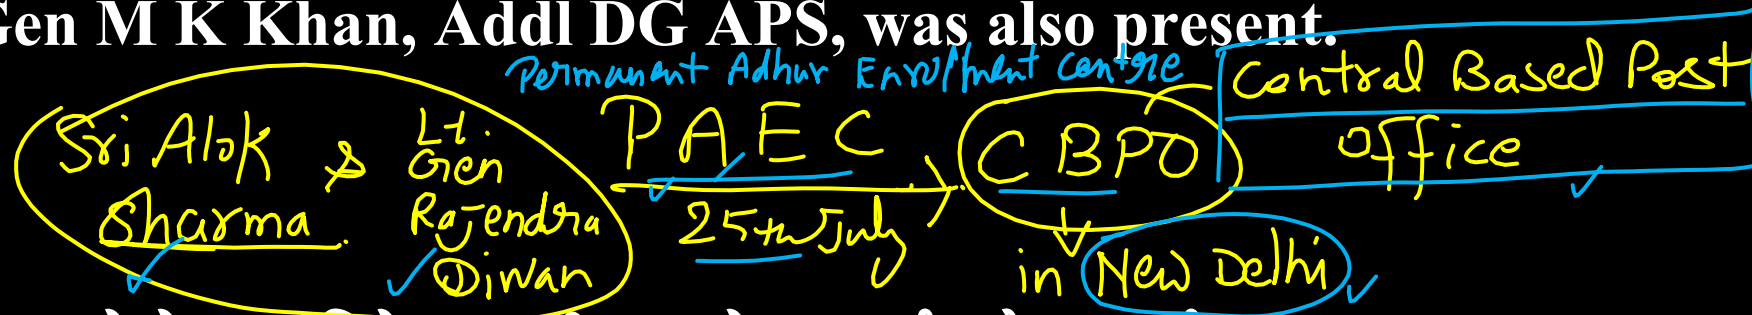 Gen M K Khan, Addl DG APS, was also present.
Permanent Adhar Enrolment Centre
Central Based Post
Office
Sri Alok
Sharma.
&
Lt.
Gen
Rajendra
Diwan
PAEC
25th July
CBPO
in New Delhi